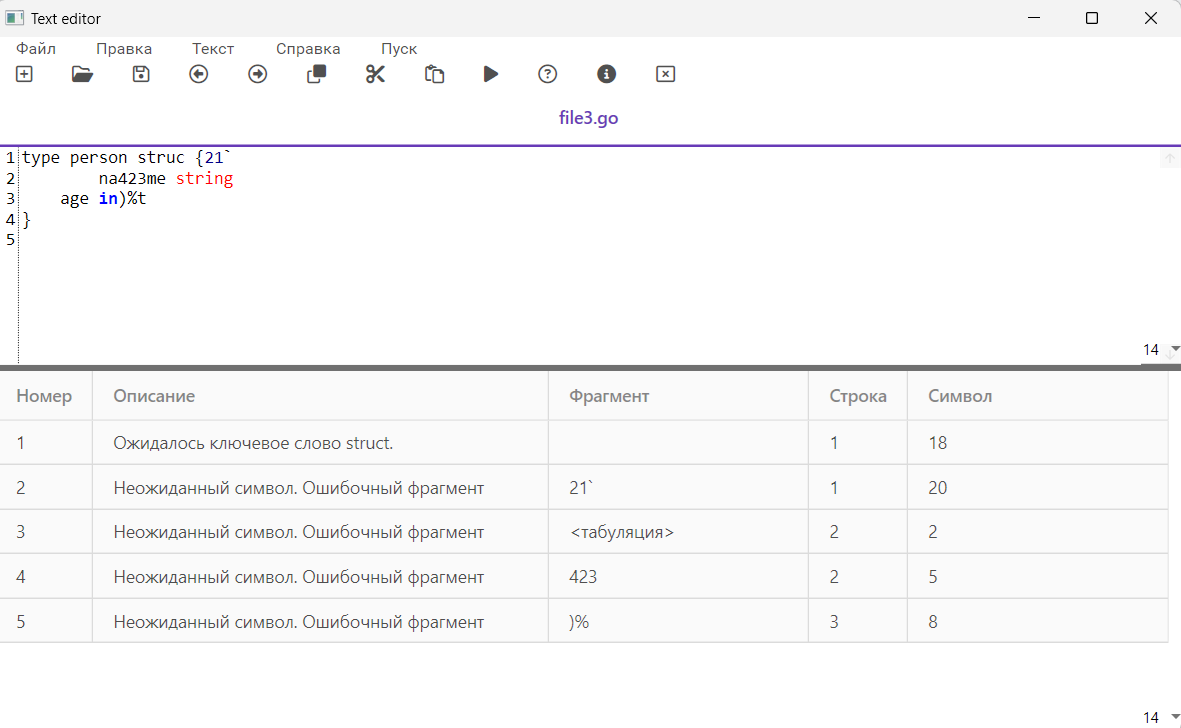 Text editor
Файл Правка Текст Справка Пуск
file3.go
1 type person struc {21`
2 na423me string
3 age in)%t
4 }
5
14
Номер Описание Фрагмент Строка Символ
1 Ожидалось ключевое слово struct. 1 18
2 Неожиданный символ. Ошибочный фрагмент 21` 1 20
3 Неожиданный символ. Ошибочный фрагмент <табуляция> 2 2
4 Неожиданный символ. Ошибочный фрагмент 423 2 5
5 Неожиданный символ. Ошибочный фрагмент )% 3 8
14